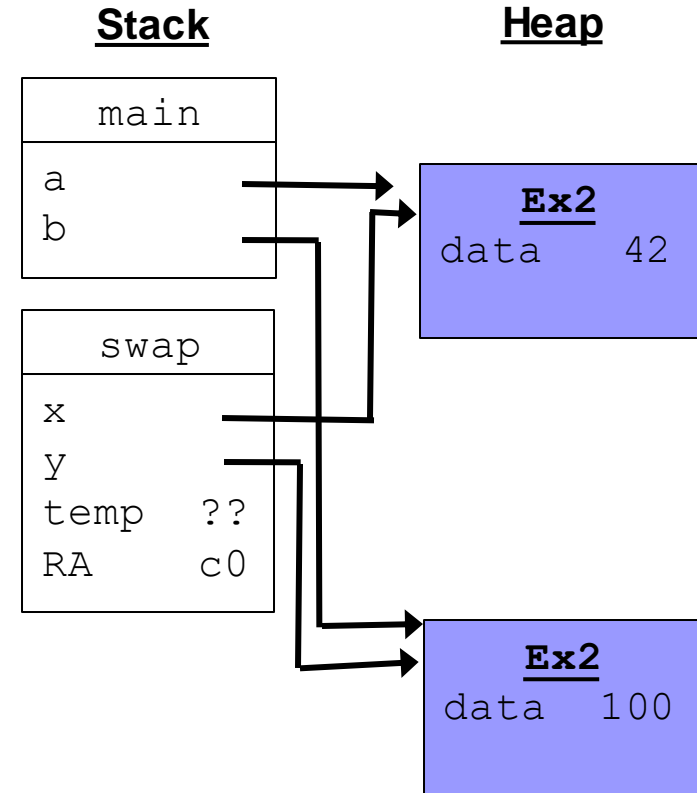 Stack
Heap
main
a
b
Ex2
data 42
swap
x
y
temp ??
RA c0
Ex2
data 100